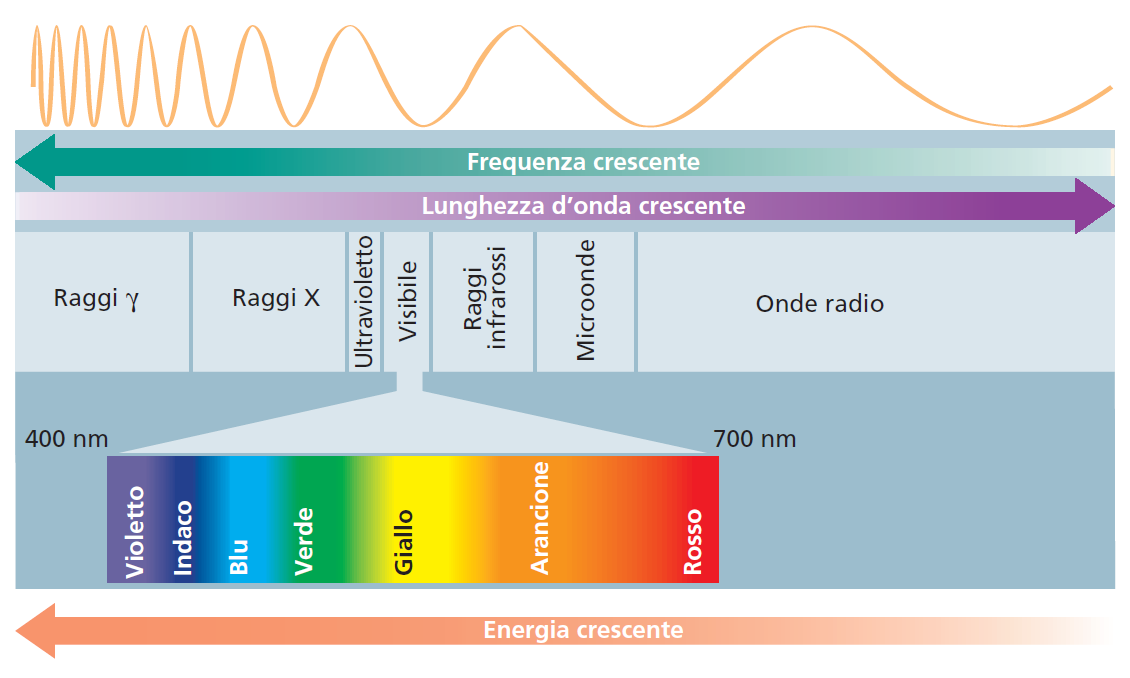 Frequenza crescente
Lunghezza d’onda crescente
Raggi γ
Raggi X
Ultravioletto
Visibile
Raggi
infrarossi
Microonde
Onde radio
400 nm
700 nm
Violetto
Indaco
Blu
Verde
Giallo
Arancione
Rosso
Energia crescente